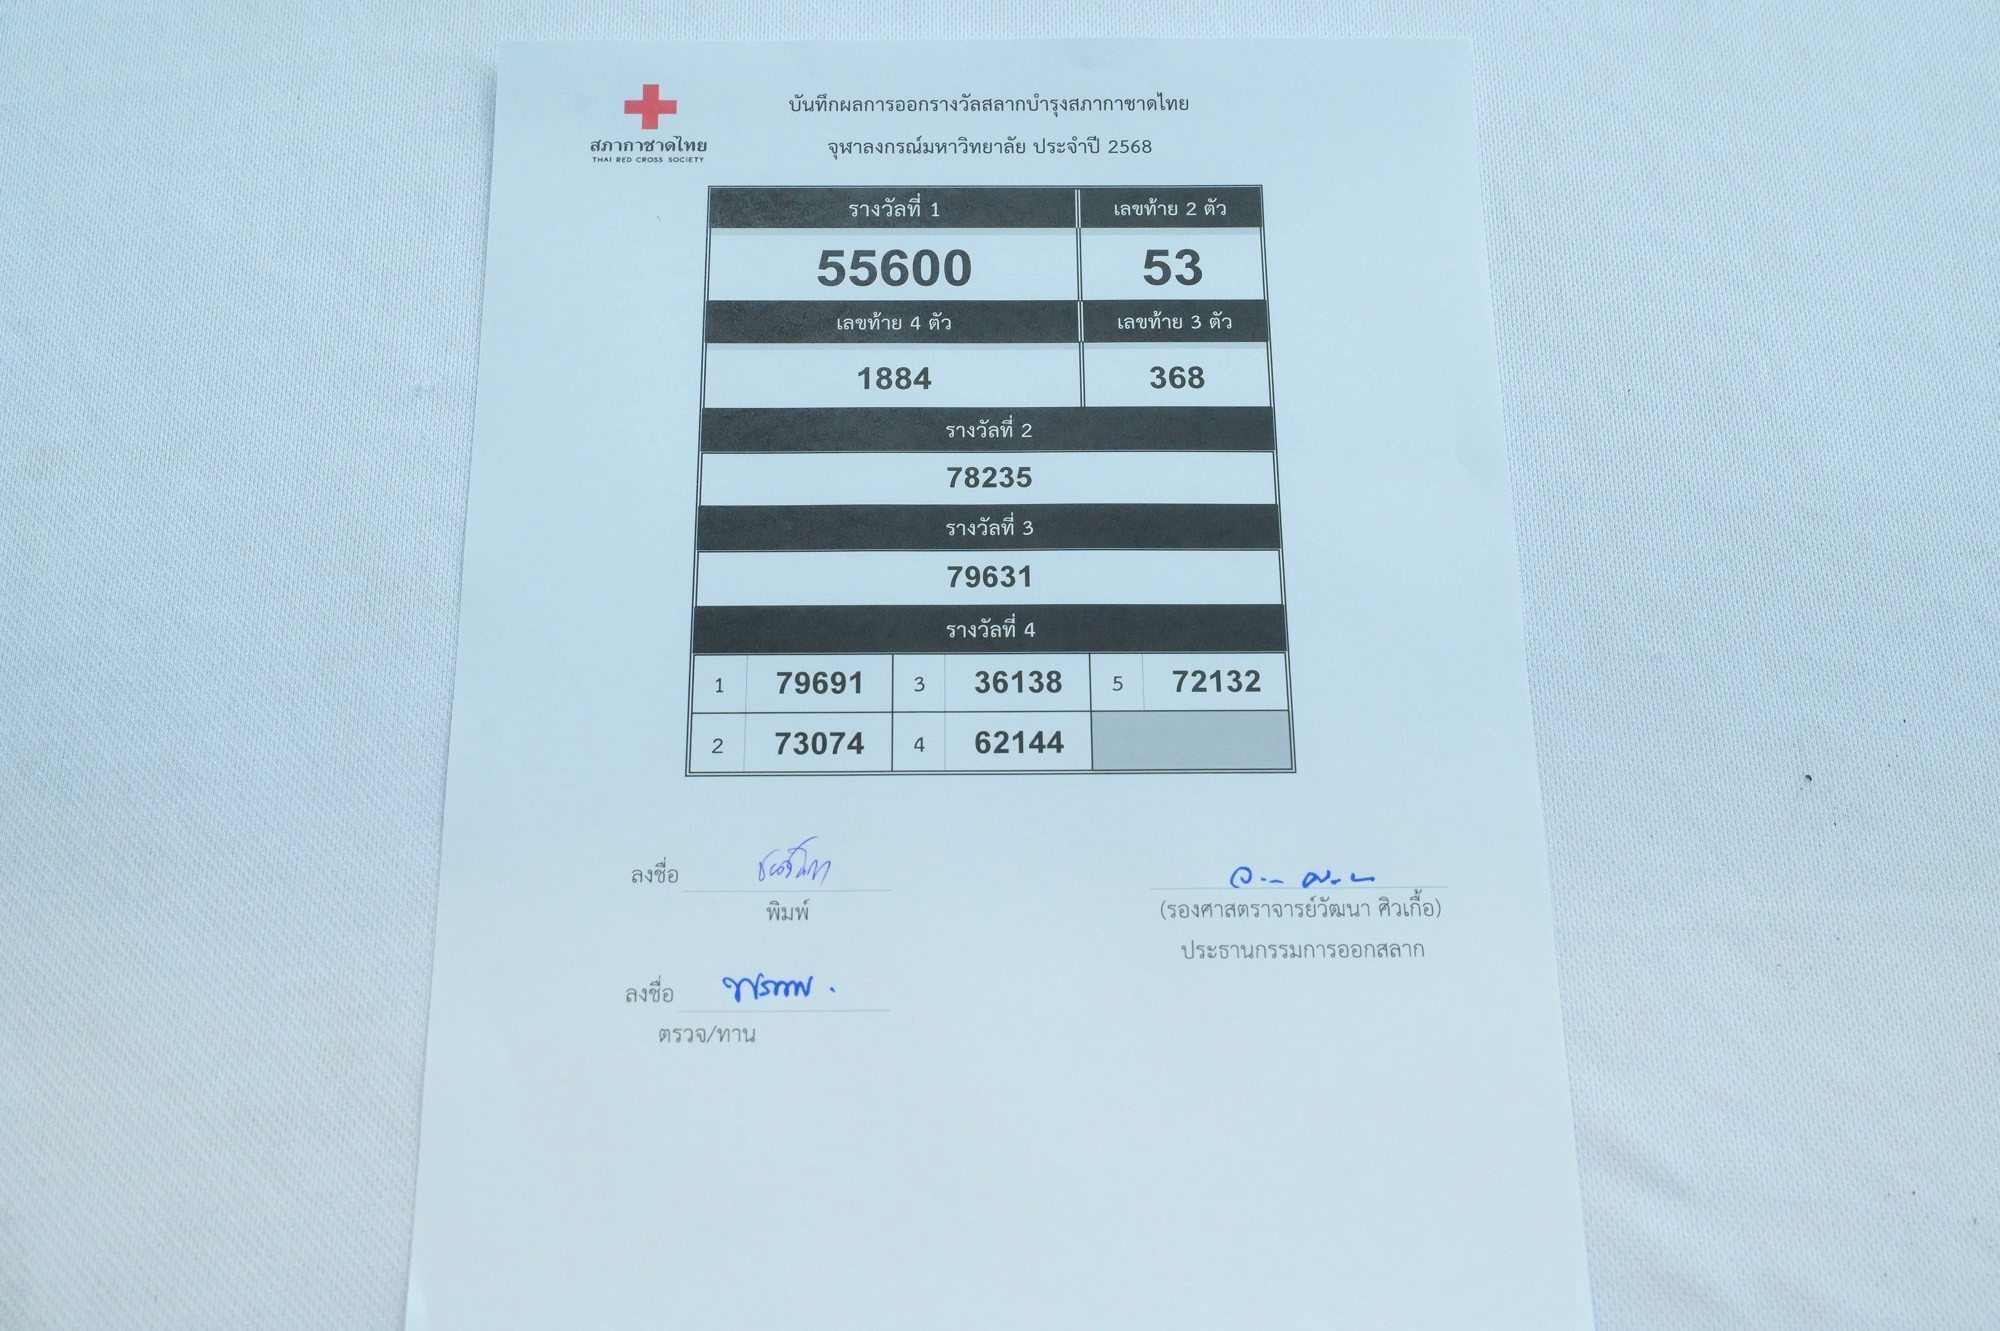 สภากาชาดไทย
THAI RED CROSS SOCIETY
บันทึกผลการออกรางวัลสลากบำรุงสภากาชาดไทย
จุฬาลงกรณ์มหาวิทยาลัย ประจำปี 2568
รางวัลที่ 1 เลขท้าย 2 ตัว
55600 53
เลขท้าย 4 ตัว เลขท้าย 3 ตัว
1884 368
รางวัลที่ 2
78235
รางวัลที่ 3
79631
รางวัลที่ 4
1 79691 3 36138 5 72132
2 73074 4 62144
ลงชื่อ
พิมพ์
(รองศาสตราจารย์วัฒนา ศิวเกื้อ)
ประธานกรรมการออกสลาก
ลงชื่อ
ตรวจ/ทาน